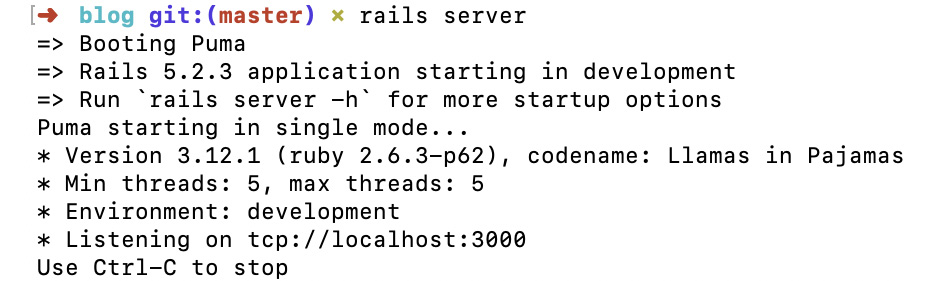 [➜ blog git:(master) × rails server
=> Booting Puma
=> Rails 5.2.3 application starting in development
=> Run `rails server -h` for more startup options
Puma starting in single mode...
* Version 3.12.1 (ruby 2.6.3-p62), codename: Llamas in Pajamas
* Min threads: 5, max threads: 5
* Environment: development
* Listening on tcp://localhost:3000
Use Ctrl-C to stop